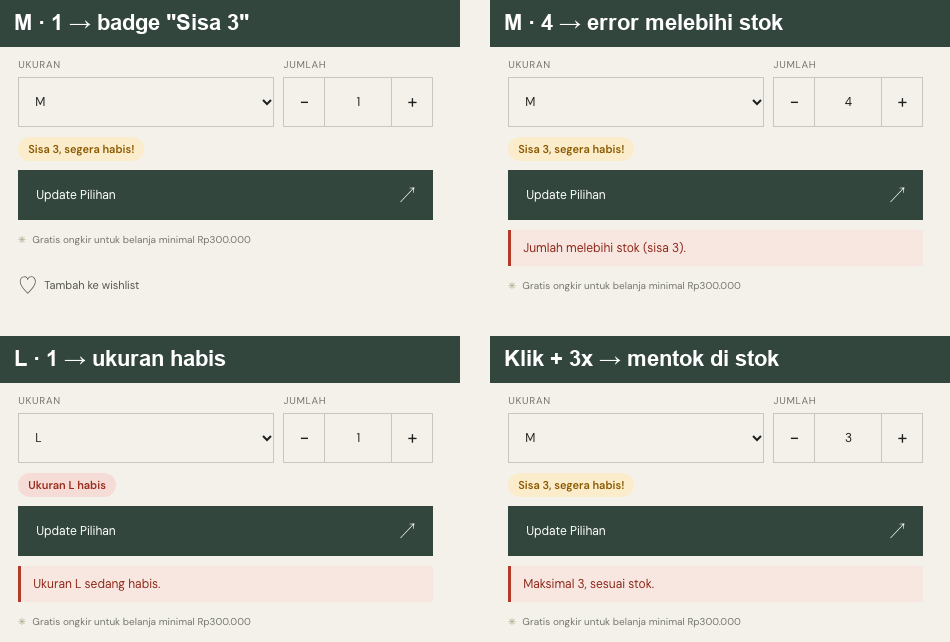 M · 1 → badge "Sisa 3"
UKURAN JUMLAH
M − 1 +
Sisa 3, segera habis!
Update Pilihan ↗
✳ Gratis ongkir untuk belanja minimal Rp300.000
♡ Tambah ke wishlist
M · 4 → error melebihi stok
UKURAN JUMLAH
M − 4 +
Sisa 3, segera habis!
Update Pilihan ↗
Jumlah melebihi stok (sisa 3).
✳ Gratis ongkir untuk belanja minimal Rp300.000
L · 1 → ukuran habis
UKURAN JUMLAH
L − 1 +
Ukuran L habis
Update Pilihan ↗
Ukuran L sedang habis.
✳ Gratis ongkir untuk belanja minimal Rp300.000
Klik + 3x → mentok di stok
UKURAN JUMLAH
M − 3 +
Sisa 3, segera habis!
Update Pilihan ↗
Maksimal 3, sesuai stok.
✳ Gratis ongkir untuk belanja minimal Rp300.000